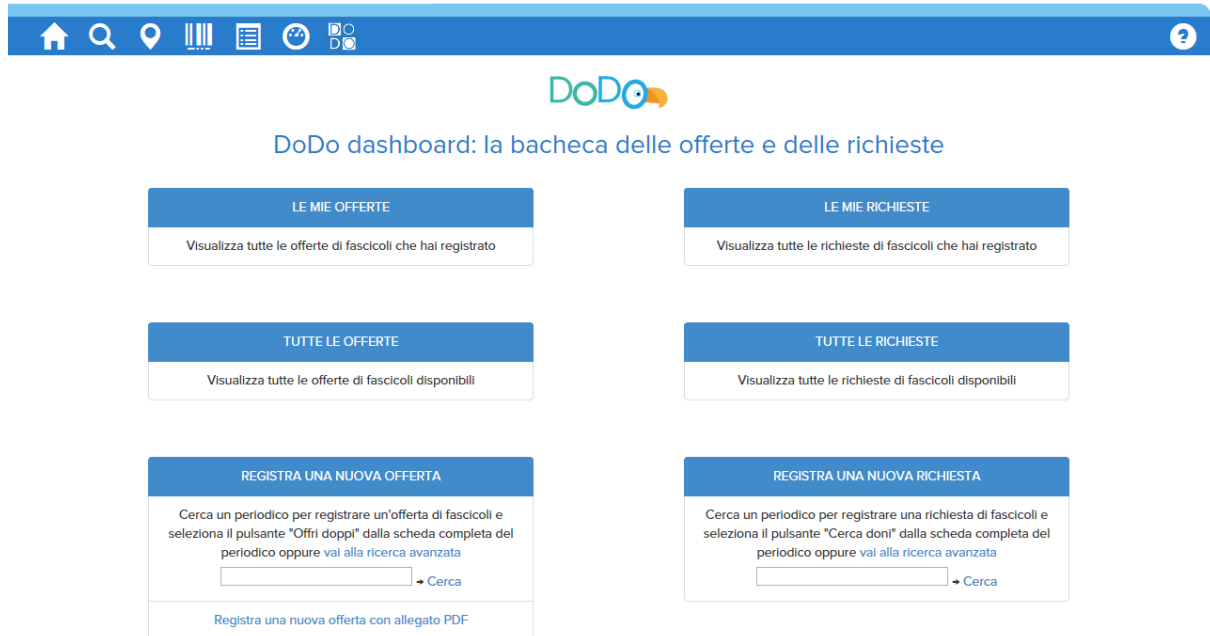 DO
DO
?
DoDo
DoDo dashboard: la bacheca delle offerte e delle richieste
LE MIE OFFERTE
Visualizza tutte le offerte di fascicoli che hai registrato
LE MIE RICHIESTE
Visualizza tutte le richieste di fascicoli che hai registrato
TUTTE LE OFFERTE
Visualizza tutte le offerte di fascicoli disponibili
TUTTE LE RICHIESTE
Visualizza tutte le richieste di fascicoli disponibili
REGISTRA UNA NUOVA OFFERTA
Cerca un periodico per registrare un'offerta di fascicoli e
seleziona il pulsante "Offri doppi" dalla scheda completa del
periodico oppure vai alla ricerca avanzata
Cerca
Registra una nuova offerta con allegato PDF
REGISTRA UNA NUOVA RICHIESTA
Cerca un periodico per registrare una richiesta di fascicoli e
seleziona il pulsante "Cerca doni" dalla scheda completa del
periodico oppure vai alla ricerca avanzata
Cerca